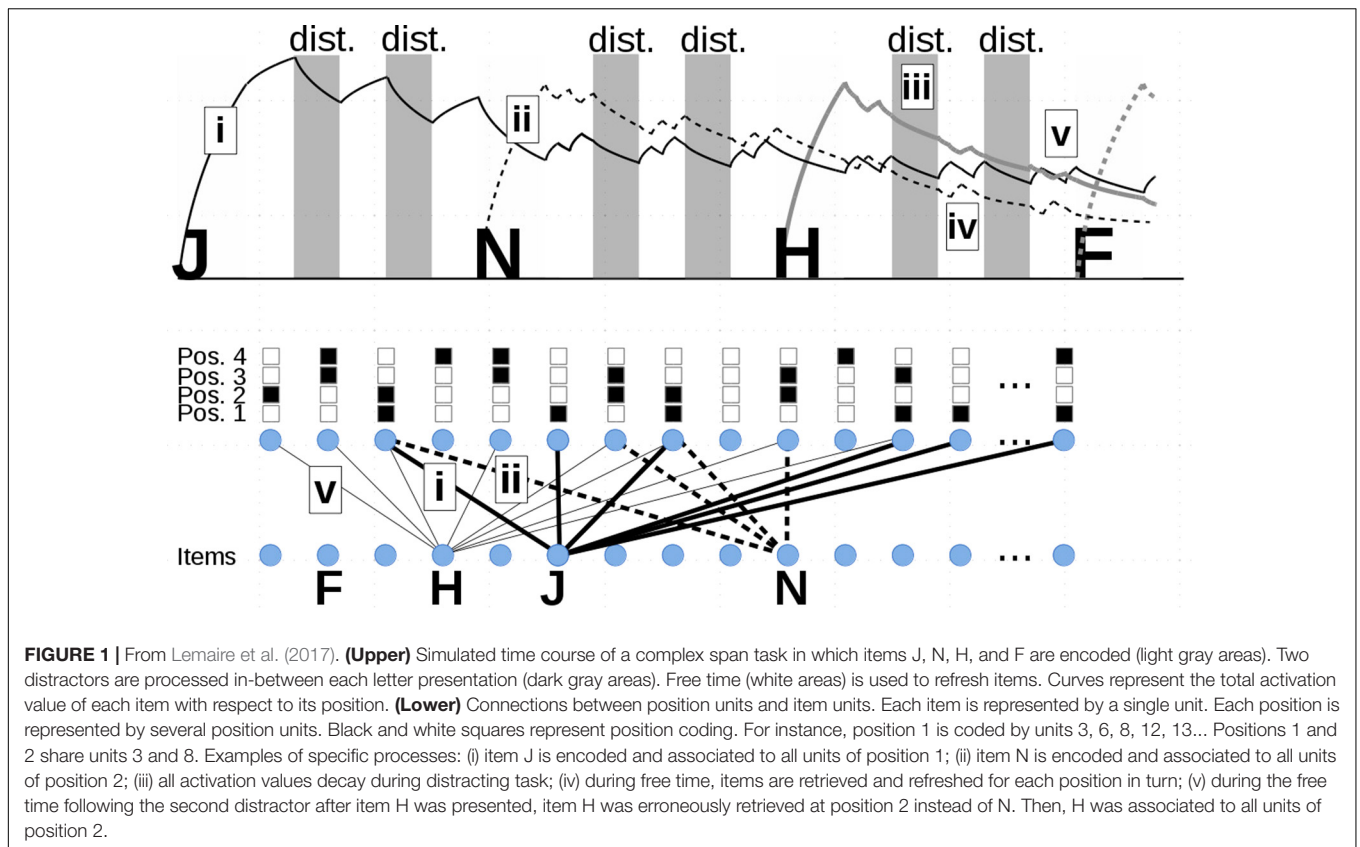 dist. dist. dist. dist. dist. dist.
i
ii
iii
iv
v
J N H F
Pos. 4
Pos. 3
Pos. 2
Pos. 1
...
...
v i ii
Items ...
F H J N
FIGURE 1 | From Lemaire et al. (2017). (Upper) Simulated time course of a complex span task in which items J, N, H, and F are encoded (light gray areas). Two
distractors are processed in-between each letter presentation (dark gray areas). Free time (white areas) is used to refresh items. Curves represent the total activation
value of each item with respect to its position. (Lower) Connections between position units and item units. Each item is represented by a single unit. Each position is
represented by several position units. Black and white squares represent position coding. For instance, position 1 is coded by units 3, 6, 8, 12, 13... Positions 1 and
2 share units 3 and 8. Examples of specific processes: (i) item J is encoded and associated to all units of position 1; (ii) item N is encoded and associated to all units
of position 2; (iii) all activation values decay during distracting task; (iv) during free time, items are retrieved and refreshed for each position in turn; (v) during the free
time following the second distractor after item H was presented, item H was erroneously retrieved at position 2 instead of N. Then, H was associated to all units of
position 2.